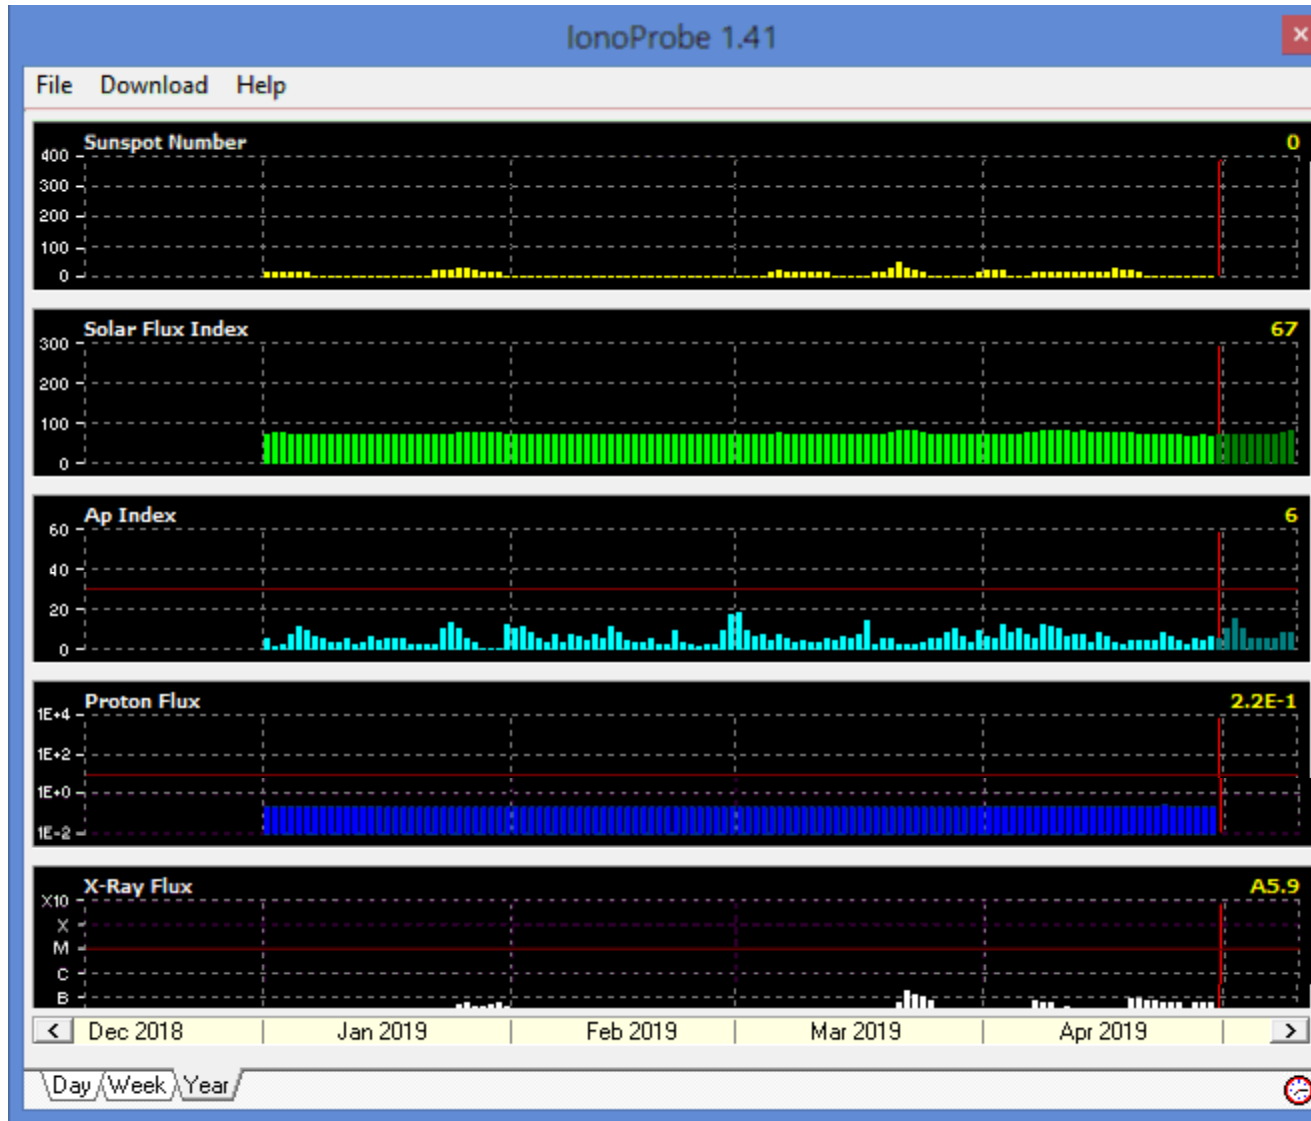 IonoProbe 1.41
File Download Help
Sunspot Number 0
400
300
200
100
0
Solar Flux Index 67
300
200
100
0
Ap Index 6
60
40
20
0
Proton Flux 2.2E-1
1E+4
1E+2
1E+0
1E-2
X-Ray Flux A5.9
X10
X
M
C
B
< Dec 2018 Jan 2019 Feb 2019 Mar 2019 Apr 2019 >
Day Week Year